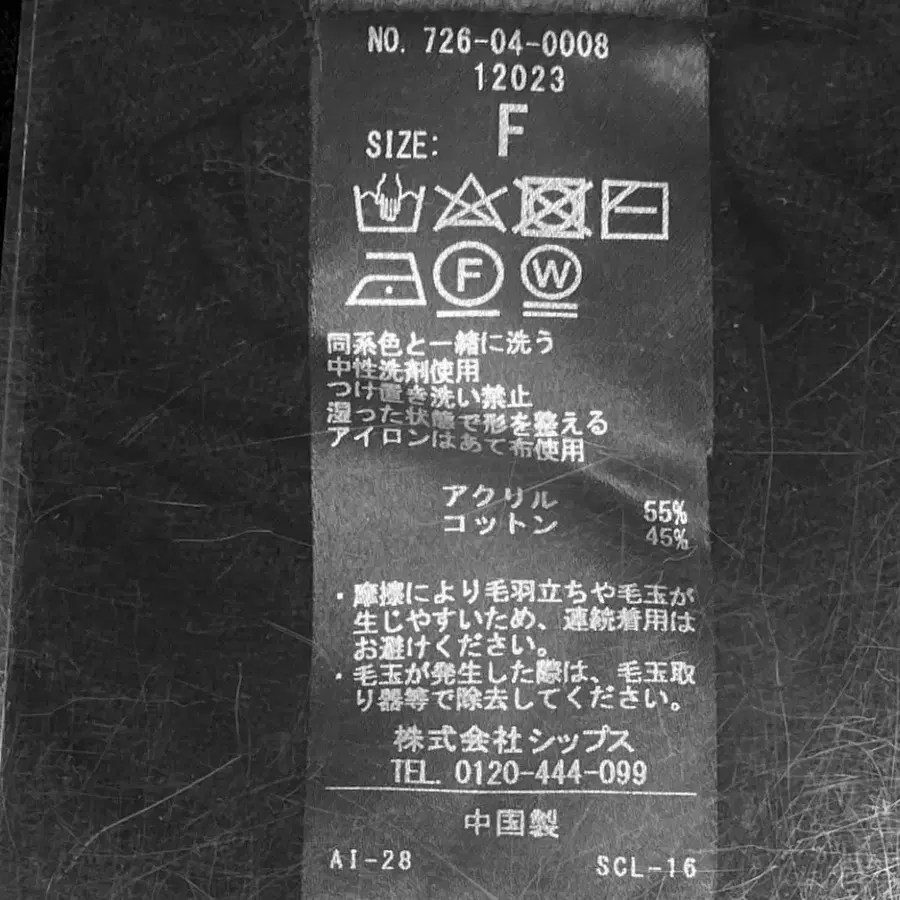 NO. 726-04-0008
12023
SIZE: F
F W
同系色と一緒に洗う
中性洗剤使用
つけ置き洗い禁止
湿った状態で形を整える
アイロンはあて布使用
アクリル 55%
コットン 45%
・摩擦により毛羽立ちや毛玉が
生じやすいため、連続着用は
お避けください。
・毛玉が発生した際は、毛玉取
り器等で除去してください。
株式会社シップス
TEL. 0120-444-099
中国製
AI-28 SCL-16